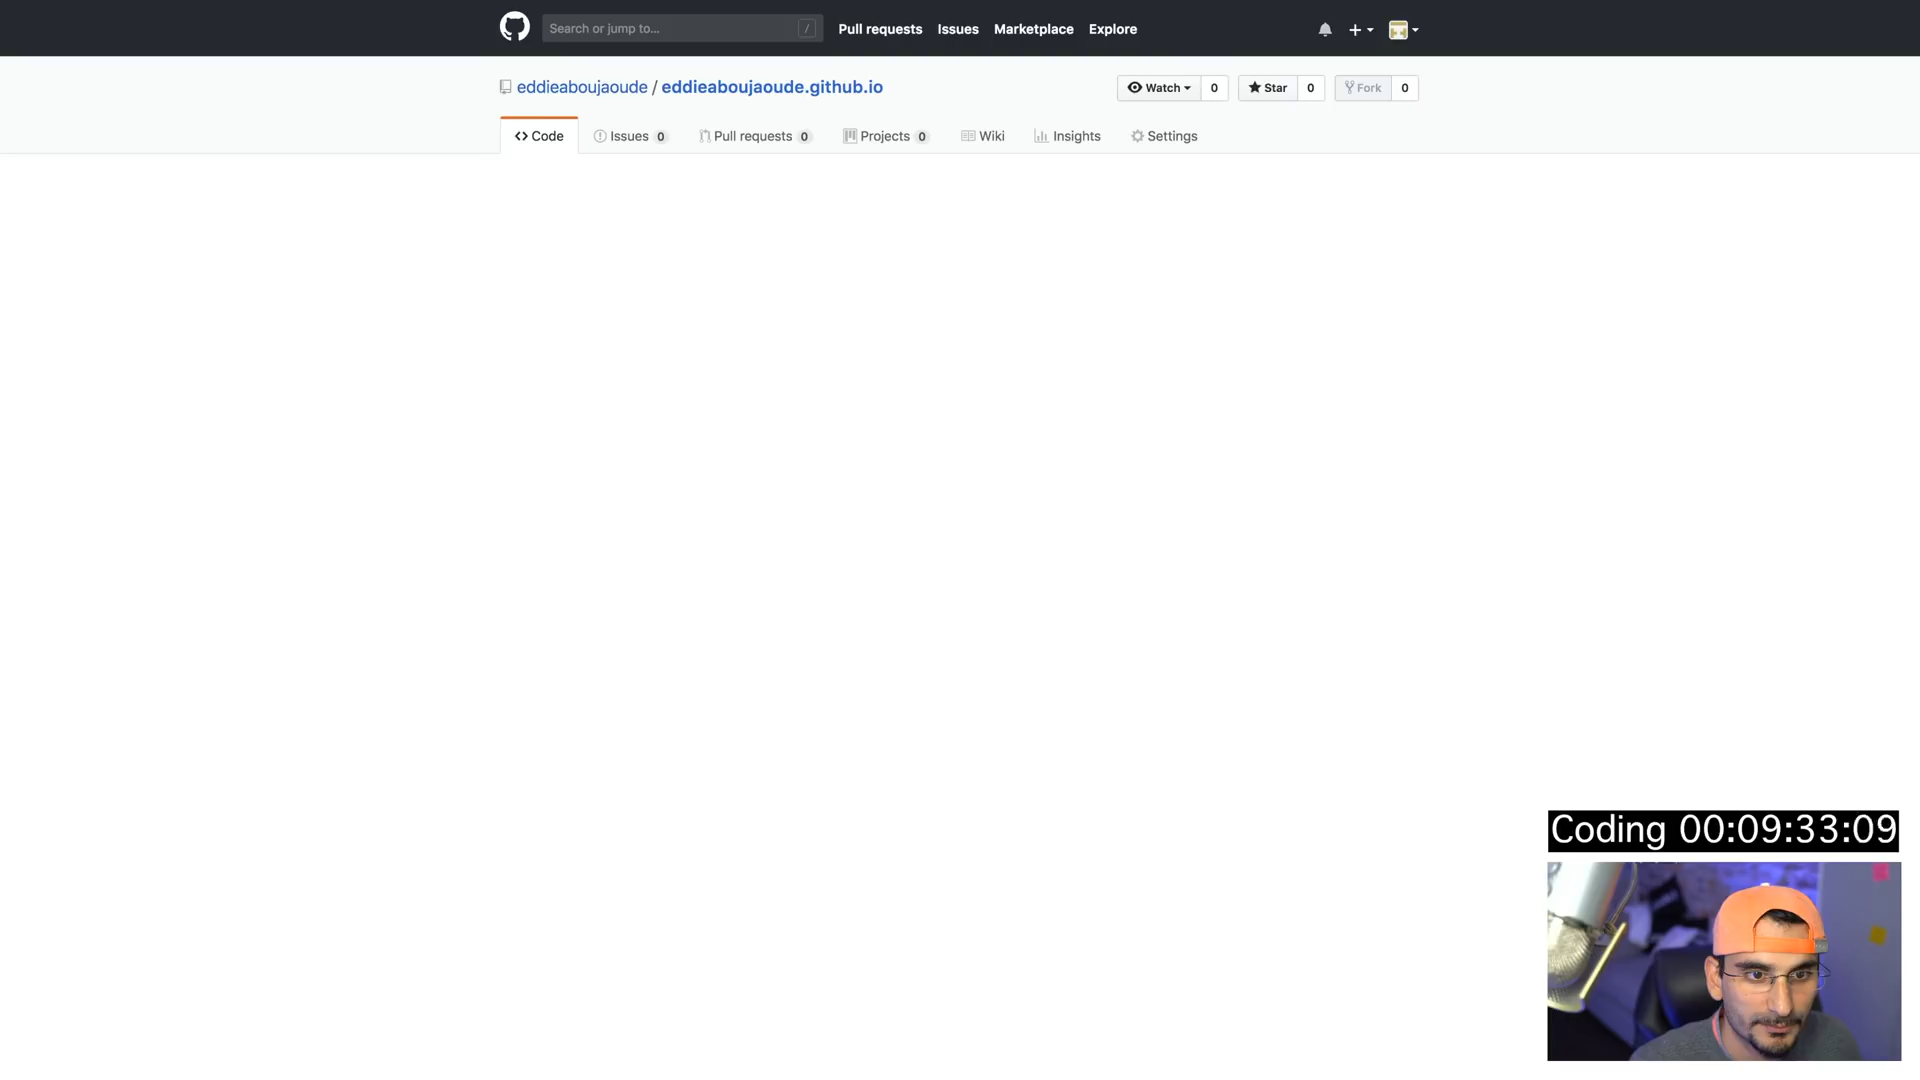 Search or jump to... /
Pull requests Issues Marketplace Explore
eddieaboujaoude / eddieaboujaoude.github.io
Watch 0 Star 0 Fork 0
Code Issues 0 Pull requests 0 Projects 0 Wiki Insights Settings
Coding 00:09:33:09